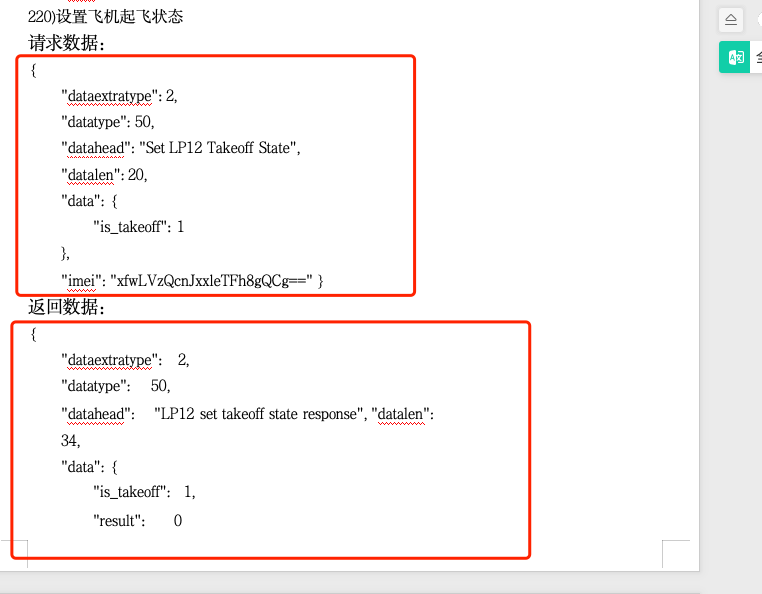 220)设置飞机起飞状态
请求数据：
{
"dataextratype": 2,
"datatype": 50,
"datahead": "Set LP12 Takeoff State",
"datalen": 20,
"data": {
"is_takeoff": 1
},
"imei": "xfwLVzQcnJxxleTFh8gQCg==" }
返回数据：
{
"dataextratype": 2,
"datatype": 50,
"datahead": "LP12 set takeoff state response", "datalen":
34,
"data": {
"is_takeoff": 1,
"result": 0